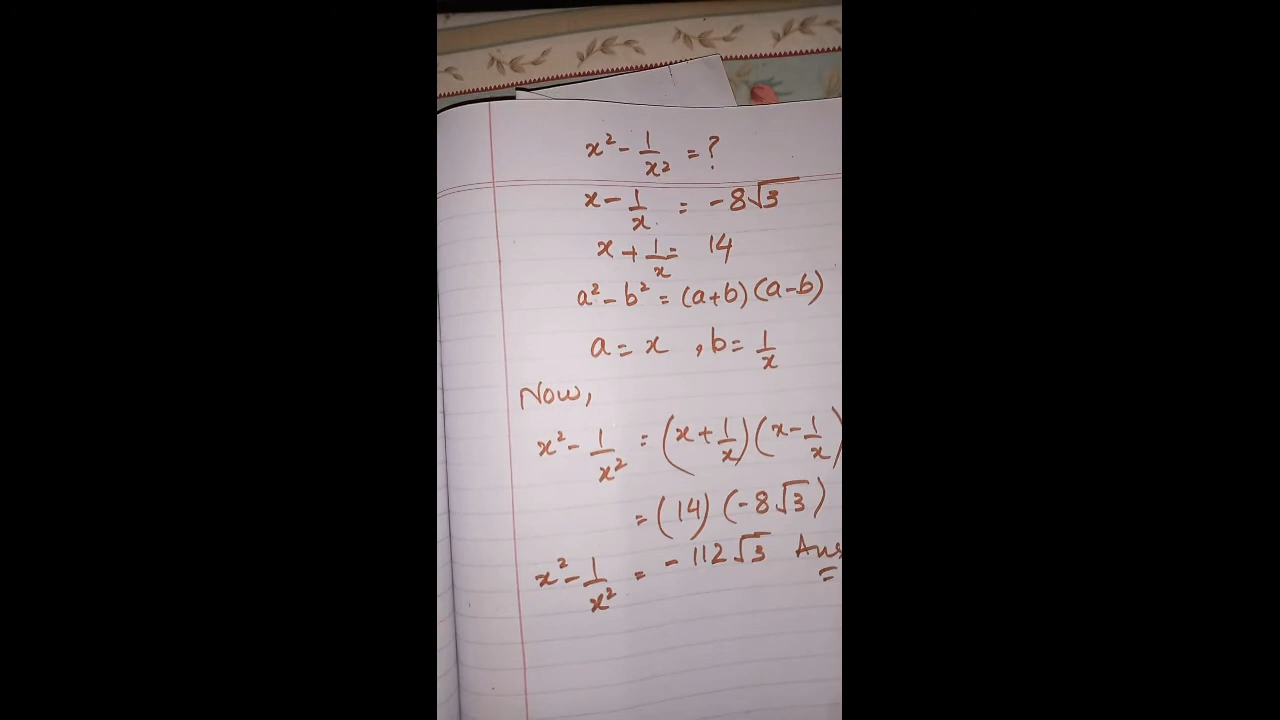 x² - 1/x² = ?
x - 1/x = -8√3
x + 1/x = 14
a² - b² = (a+b)(a-b)
a = x , b = 1/x
Now,
x² - 1/x² = (x + 1/x)(x - 1/x)
= (14)(-8√3)
x² - 1/x² = -112√3 Ans